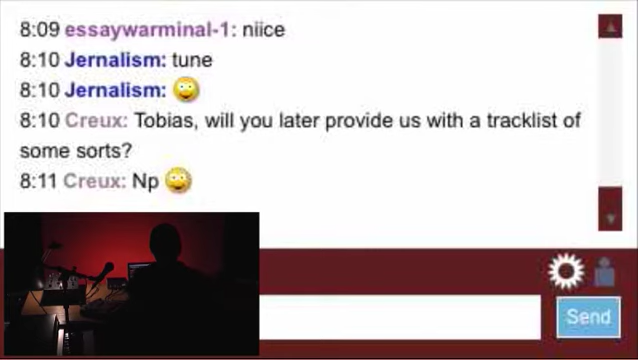 8:09 essaywarminal-1: niice
8:10 Jernalism: tune
8:10 Jernalism:
8:10 Creux: Tobias, will you later provide us with a tracklist of
some sorts?
8:11 Creux: Np
Send